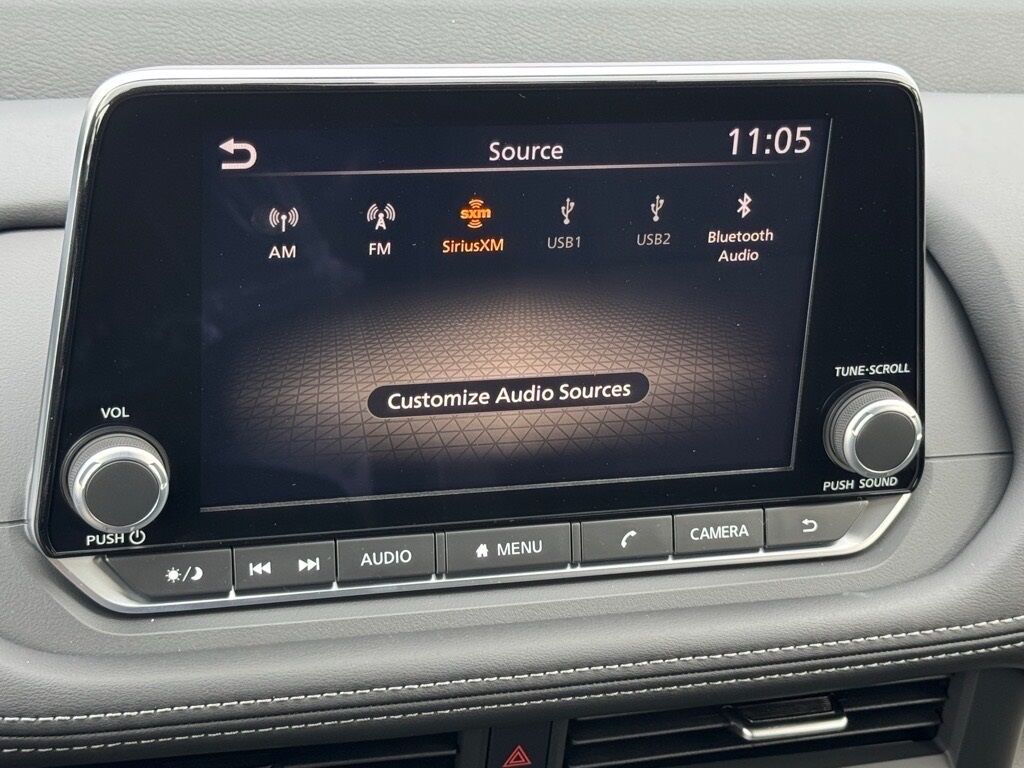 Source
11:05
AM
FM
sxm
SiriusXM
USB1
USB2
Bluetooth
Audio
Customize Audio Sources
VOL
PUSH
TUNE·SCROLL
PUSH SOUND
AUDIO
MENU
CAMERA